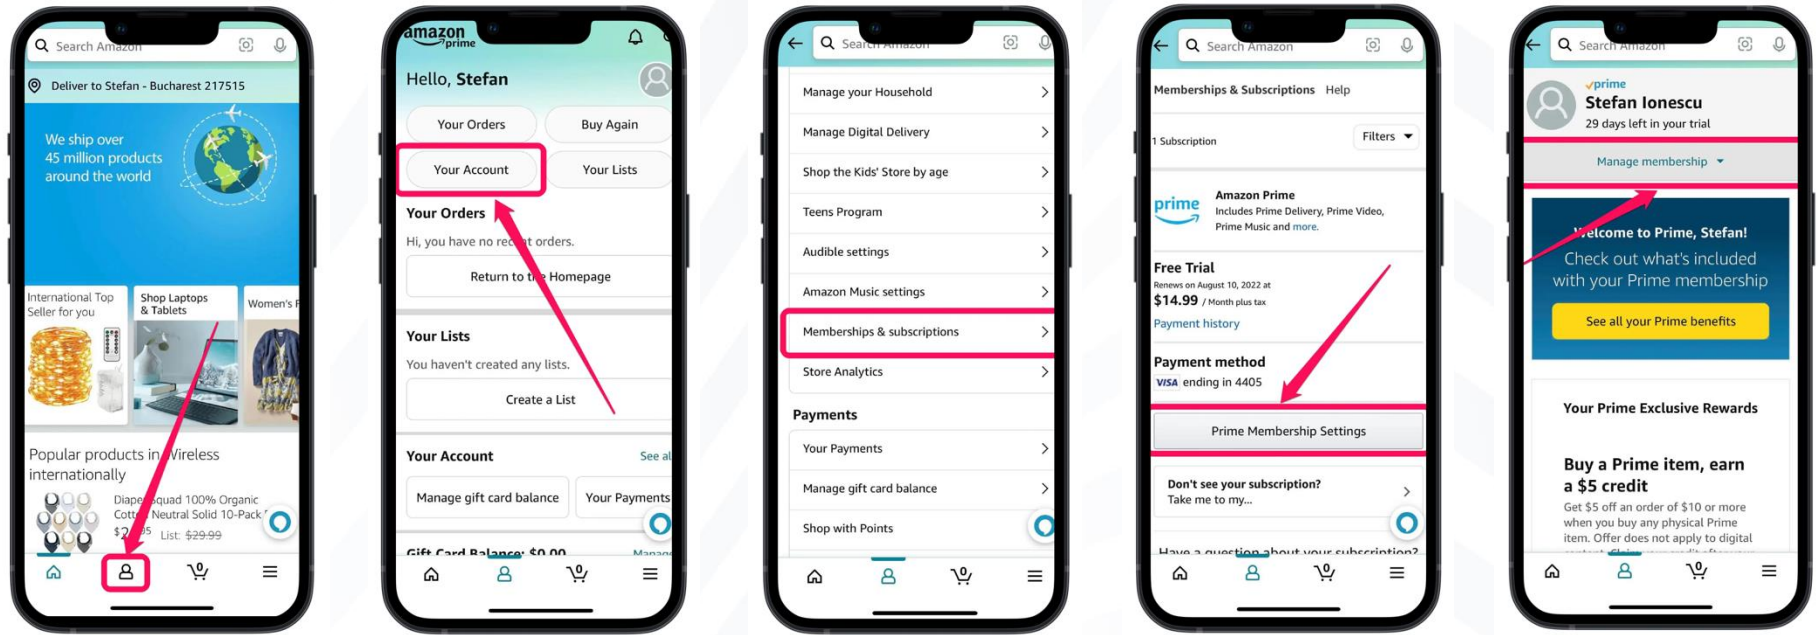 Search Amazon
Deliver to Stefan - Bucharest 217515
We ship over
45 million products
around the world
International Top
Seller for you
Shop Laptops
& Tablets
Women's F
Popular products in Wireless
internationally
Squad 100% Organic
Neutral Solid 10-Pack
List: $29.99
0
amazon
prime
Hello, Stefan
Your Orders
Buy Again
Your Account
Your Lists
Your Orders
Hi, you have no recent orders.
Return to the Homepage
Your Lists
You haven't created any lists.
Create a List
Your Account
See al
Manage gift card balance
Your Payments
Gift Card Balance: $0.00
Manage
0
Search Amazon
Manage your Household
Manage Digital Delivery
Shop the Kids' Store by age
Teens Program
Audible settings
Amazon Music settings
Memberships & subscriptions
Store Analytics
Payments
Your Payments
Manage gift card balance
Shop with Points
0
Search Amazon
Memberships & Subscriptions Help
1 Subscription
Filters
prime
Amazon Prime
Includes Prime Delivery, Prime Video,
Prime Music and more.
Free Trial
Renews on August 10, 2022 at
$14.99 / Month plus tax
Payment history
Payment method
VISA ending in 4405
Prime Membership Settings
Don't see your subscription?
Take me to my...
Have a question about your subscription?
0
Search Amazon
prime
Stefan Ionescu
29 days left in your trial
Manage membership
Welcome to Prime, Stefan!
Check out what's included
with your Prime membership
See all your Prime benefits
Your Prime Exclusive Rewards
Buy a Prime item, earn
a $5 credit
Get $5 off an order of $10 or more
when you buy any physical Prime
item. Offer does not apply to digital
0